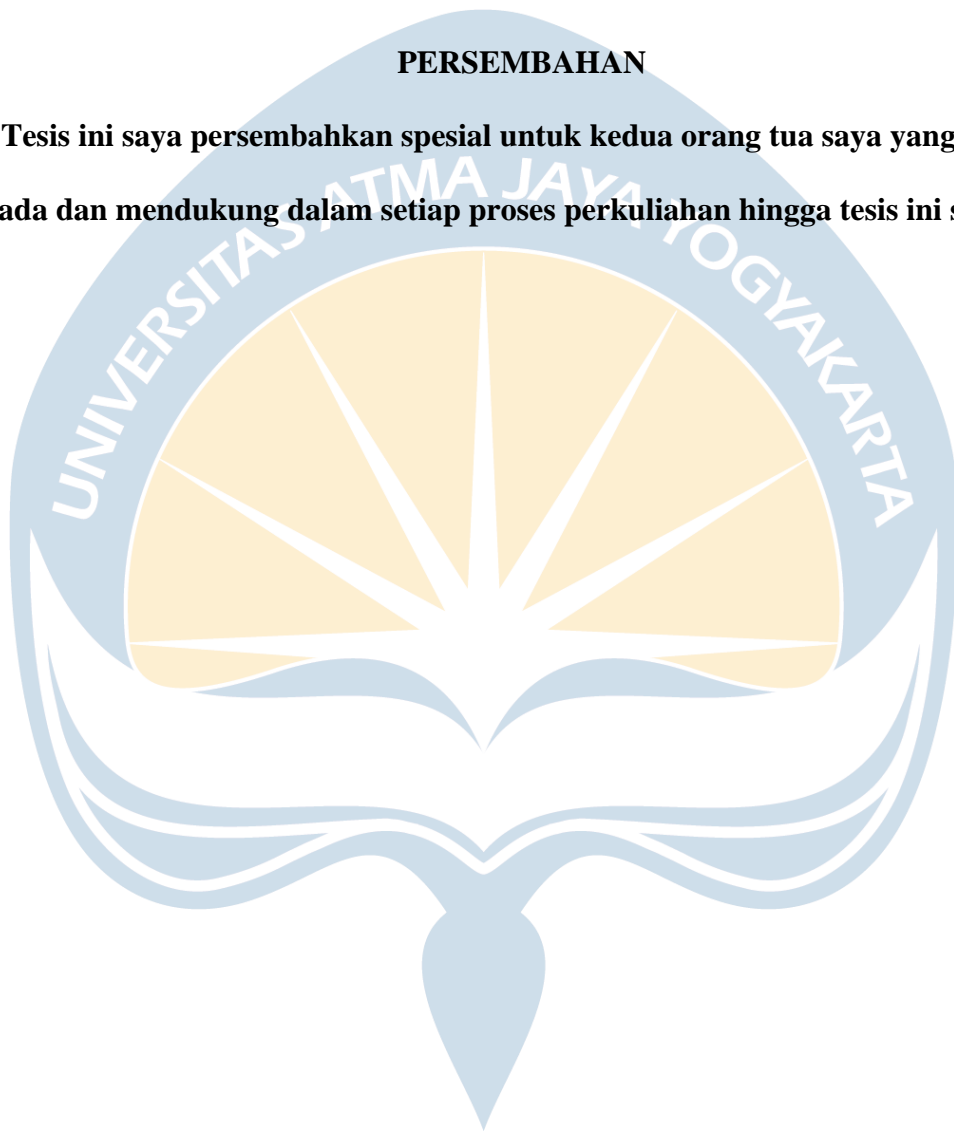 PERSEMBAHAN
Tesis ini saya persembahkan spesial untuk kedua orang tua saya yang
ada dan mendukung dalam setiap proses perkuliahan hingga tesis ini s
UNIVERSITAS ATMA JAYA YOGYAKARTA